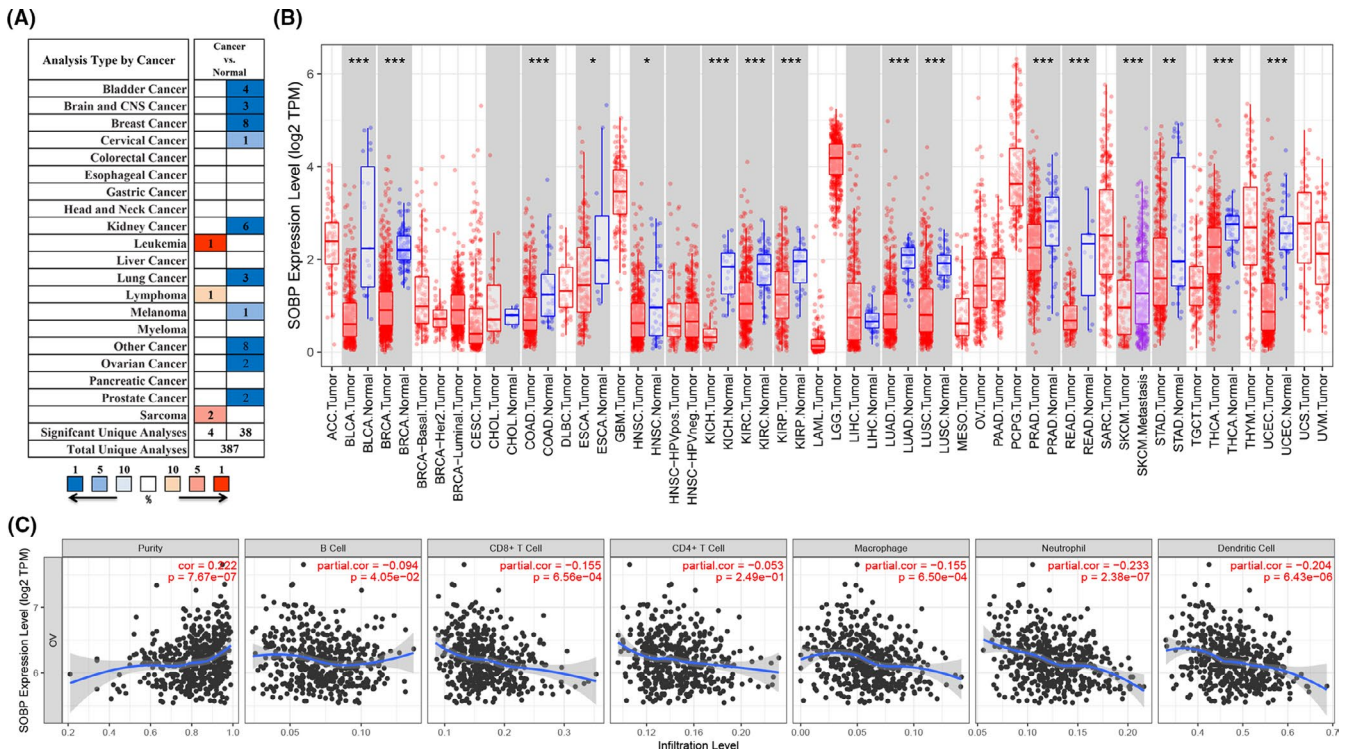 (A)
Analysis Type by Cancer
Cancer
vs.
Normal
Bladder Cancer 4
Brain and CNS Cancer 3
Breast Cancer 8
Cervical Cancer 1
Colorectal Cancer
Esophageal Cancer
Gastric Cancer
Head and Neck Cancer
Kidney Cancer 6
Leukemia 1
Liver Cancer
Lung Cancer 3
Lymphoma 1
Melanoma 1
Myeloma
Other Cancer 8
Ovarian Cancer 2
Pancreatic Cancer
Prostate Cancer 2
Sarcoma 2
Signifcant Unique Analyses 4 38
Total Unique Analyses 387
1 5 10 10 5 1
%
(B)
SOBP Expression Level (log2 TPM)
6
4
2
0
*** *** *** * * *** *** *** *** *** *** *** *** ** *** ***
ACC.Tumor
BLCA.Tumor
BLCA.Normal
BRCA.Tumor
BRCA.Normal
BRCA-Basal.Tumor
BRCA-Her2.Tumor
BRCA-Luminal.Tumor
CESC.Tumor
CHOL.Tumor
CHOL.Normal
COAD.Tumor
COAD.Normal
DLBC.Tumor
ESCA.Tumor
ESCA.Normal
GBM.Tumor
HNSC.Tumor
HNSC.Normal
HNSC-HPVpos.Tumor
HNSC-HPVneg.Tumor
KICH.Tumor
KICH.Normal
KIRC.Tumor
KIRC.Normal
KIRP.Tumor
KIRP.Normal
LAML.Tumor
LGG.Tumor
LIHC.Tumor
LIHC.Normal
LUAD.Tumor
LUAD.Normal
LUSC.Tumor
LUSC.Normal
MESO.Tumor
OV.Tumor
PAAD.Tumor
PCPG.Tumor
PRAD.Tumor
PRAD.Normal
READ.Tumor
READ.Normal
SARC.Tumor
SKCM.Tumor
SKCM.Metastasis
STAD.Tumor
STAD.Normal
TGCT.Tumor
THCA.Tumor
THCA.Normal
THYM.Tumor
UCEC.Tumor
UCEC.Normal
UCS.Tumor
UVM.Tumor
(C)
SOBP Expression Level (log2 TPM)
OV
7
6
Purity
cor = 0.222
p = 7.67e−07
0.2 0.4 0.6 0.8 1.0
B Cell
partial.cor = −0.094
p = 4.05e−02
0.05 0.10
CD8+ T Cell
partial.cor = −0.155
p = 6.56e−04
0.1 0.2 0.3
CD4+ T Cell
partial.cor = −0.053
p = 2.49e−01
0.12 0.16 0.20
Macrophage
partial.cor = −0.155
p = 6.50e−04
0.00 0.05 0.10
Neutrophil
partial.cor = −0.233
p = 2.38e−07
0.05 0.10 0.15 0.20
Dendritic Cell
partial.cor = −0.204
p = 6.43e−06
0.4 0.5 0.6 0.7
Infiltration Level